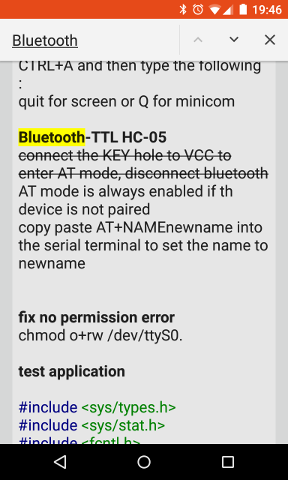 19:46
Bluetooth
CTRL+A and then type the following
:
quit for screen or Q for minicom
Bluetooth-TTL HC-05
connect the KEY hole to VCC to
enter AT mode, disconnect bluetooth
AT mode is always enabled if th
device is not paired
copy paste AT+NAMEnewname into
the serial terminal to set the name to
newname
fix no permission error
chmod o+rw /dev/ttyS0.
test application
#include <sys/types.h>
#include <sys/stat.h>
#include <fcntl.h>